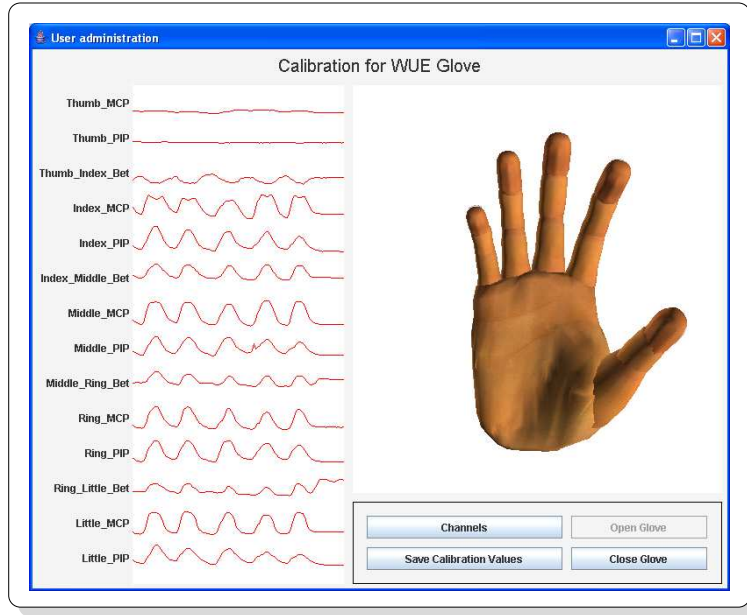 User administration
Calibration for WUE Glove
Thumb_MCP
Thumb_PIP
Thumb_Index_Bet
Index_MCP
Index_PIP
Index_Middle_Bet
Middle_MCP
Middle_PIP
Middle_Ring_Bet
Ring_MCP
Ring_PIP
Ring_Little_Bet
Little_MCP
Little_PIP
Channels
Open Glove
Save Calibration Values
Close Glove